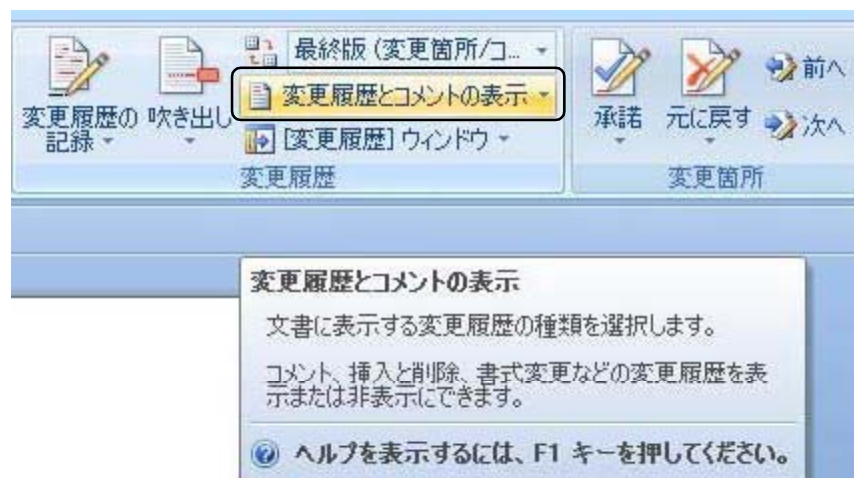 変更履歴の
記録
吹き出し
最終版 (変更箇所/コ...
変更履歴とコメントの表示
[変更履歴] ウィンドウ
変更履歴
承諾
元に戻す
前へ
次へ
変更箇所
変更履歴とコメントの表示
文書に表示する変更履歴の種類を選択します。
コメント、挿入と削除、書式変更などの変更履歴を表
示または非表示にできます。
ヘルプを表示するには、F1 キーを押してください。